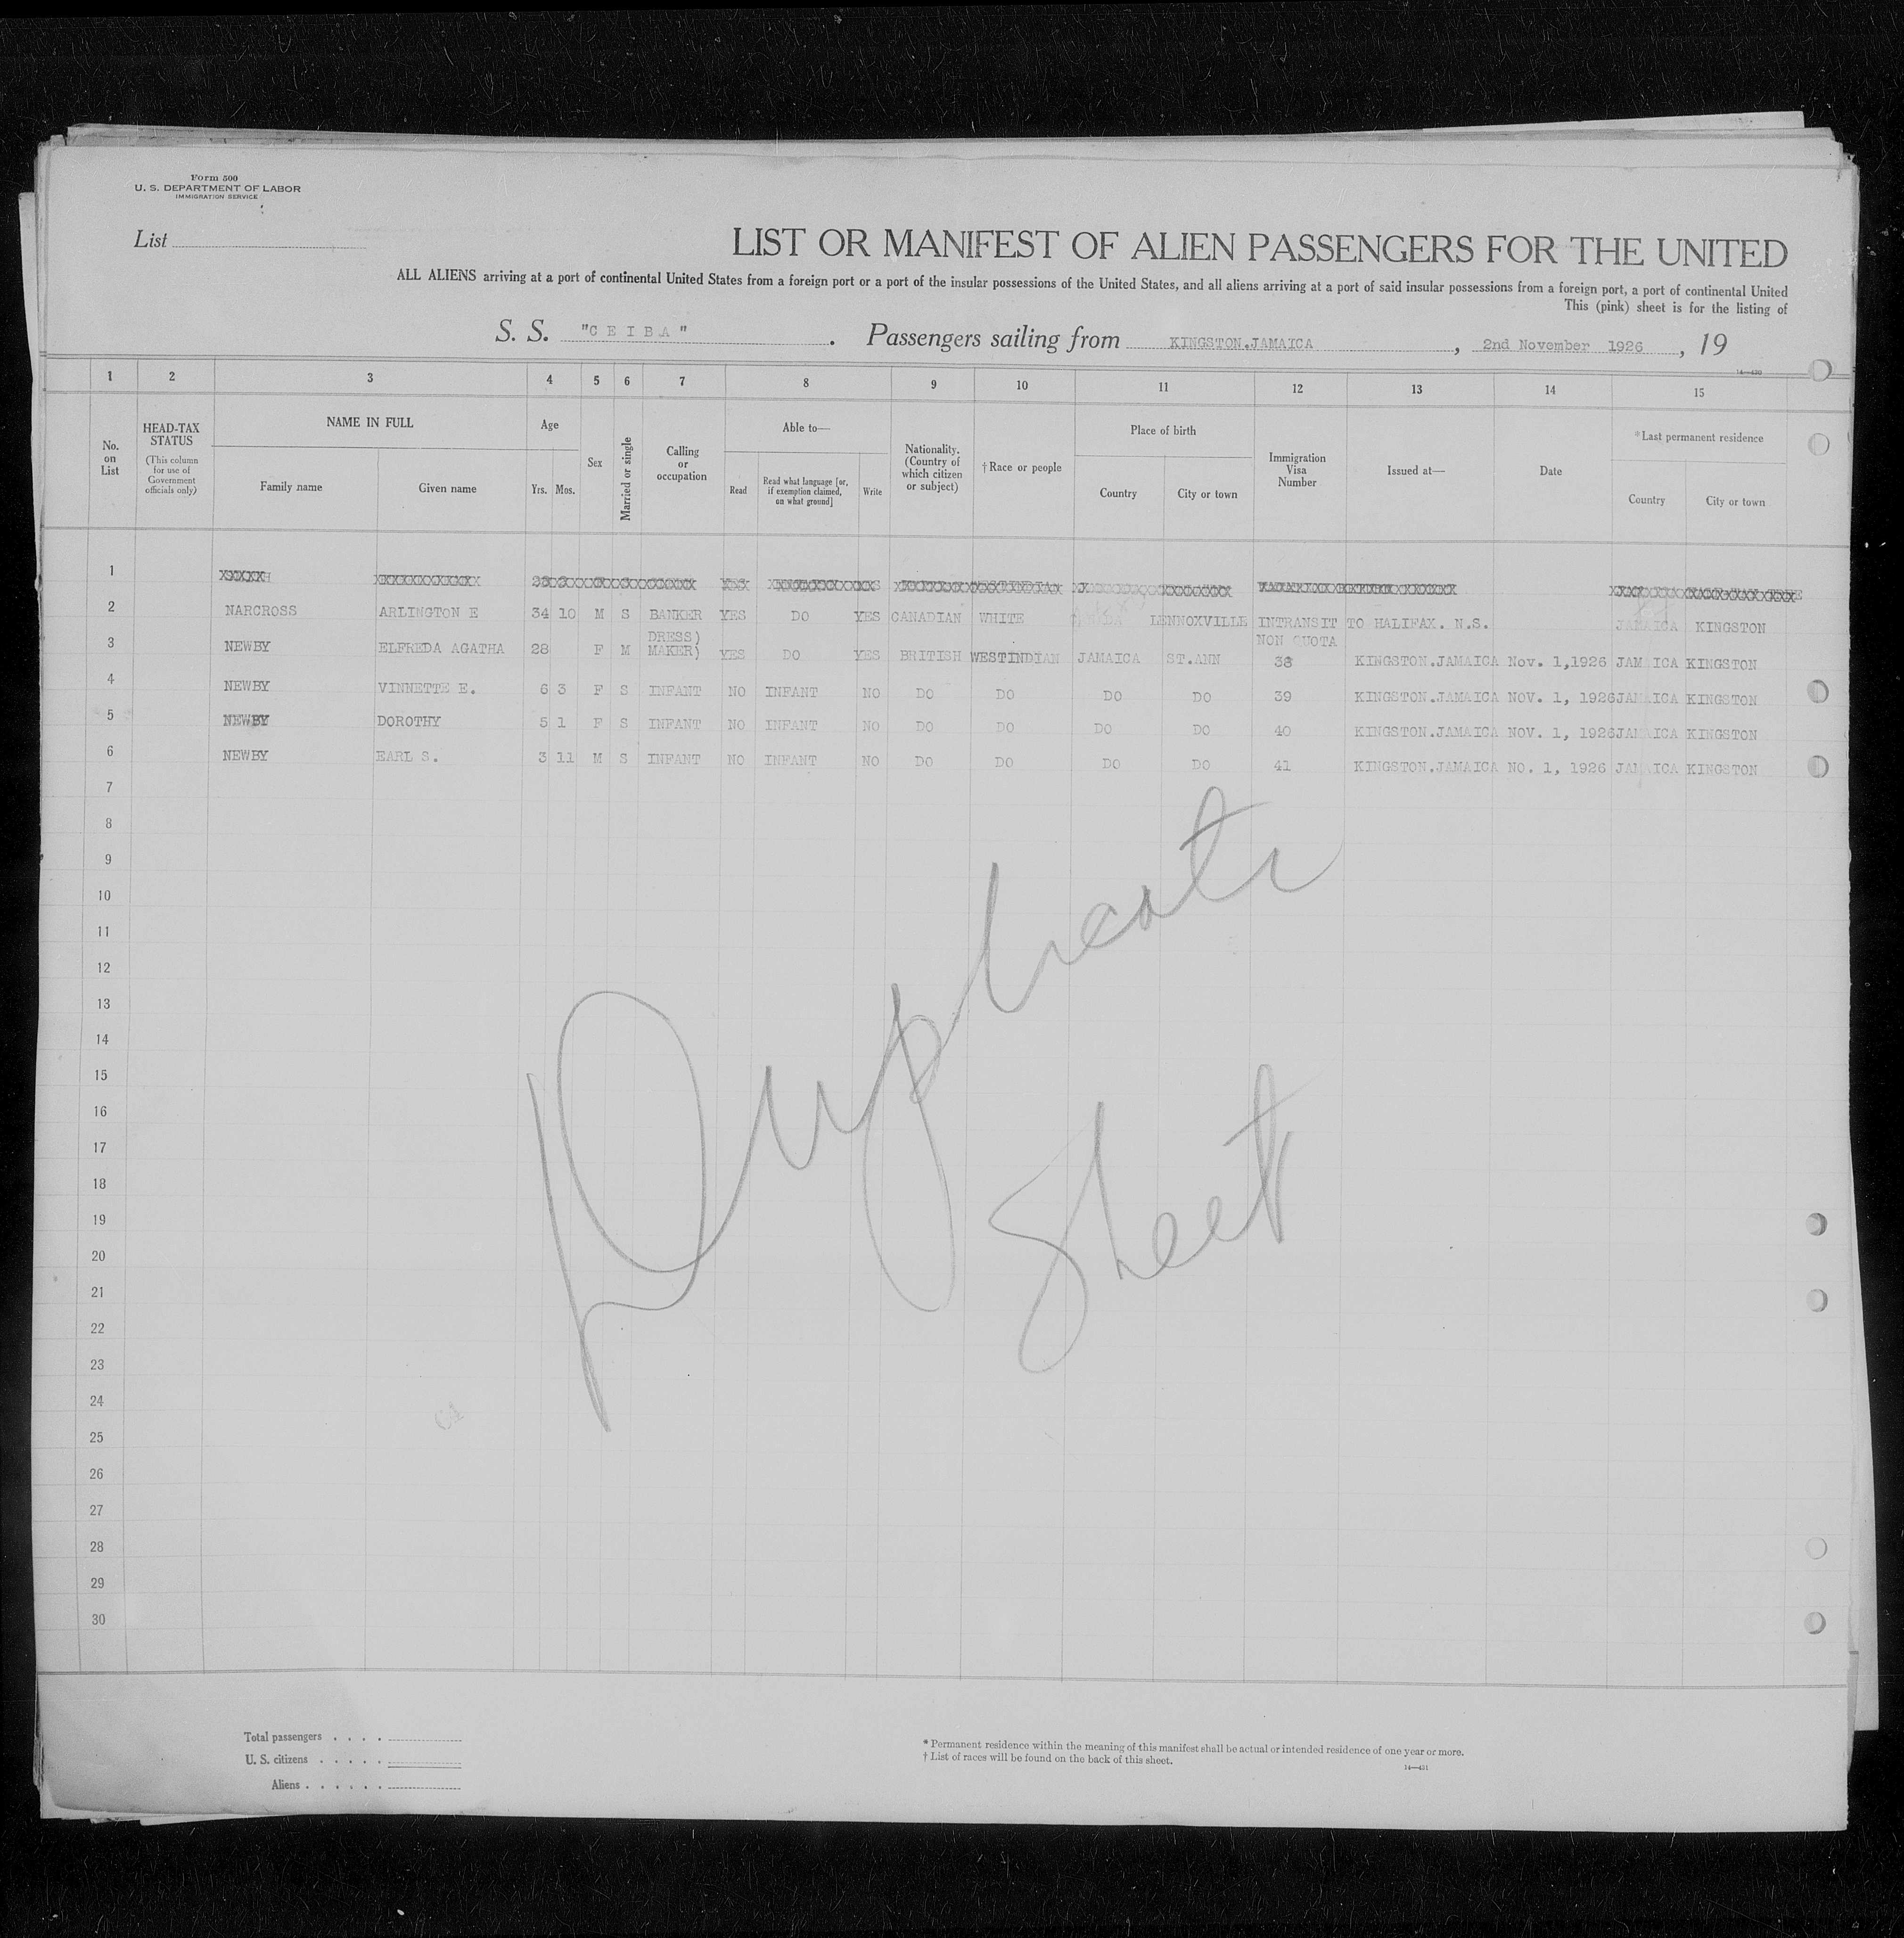 Form 500
U. S. DEPARTMENT OF LABOR
IMMIGRATION SERVICE
List
LIST OR MANIFEST OF ALIEN PASSENGERS FOR THE UNITED
ALL ALIENS arriving at a port of continental United States from a foreign port or a port of the insular possessions of the United States, and all aliens arriving at a port of said insular possessions from a foreign port, a port of continental United
This (pink) sheet is for the listing of
S. S. "CEIBA". Passengers sailing from KINGSTON.JAMAICA, 2nd November 1926, 19
14—430
1 2 3 4 5 6 7 8 9 10 11 12 13 14 15
No. on List
HEAD-TAX STATUS (This column for use of Government officials only)
NAME IN FULL Family name Given name
Age Yrs. Mos.
Sex
Married or single
Calling or occupation
Able to— Read Read what language [or, if exemption claimed, on what ground] Write
Nationality. (Country of which citizen or subject)
†Race or people
Place of birth Country City or town
Immigration Visa Number
Issued at—
Date
*Last permanent residence Country City or town
1
2 NARCROSS ARLINGTON E 34 10 M S BANKER YES DO YES CANADIAN WHITE CANADA LENNOXVILLE INTRANSIT TO HALIFAX. N.S. JAMAICA KINGSTON
3 NEWBY ELFREDA AGATHA 28 F M DRESS) MAKER) YES DO YES BRITISH WESTINDIAN JAMAICA ST.ANN NON QUOTA 38 KINGSTON.JAMAICA Nov. 1,1926 JAMAICA KINGSTON
4 NEWBY VINNETTE E. 6 3 F S INFANT NO INFANT NO DO DO DO DO 39 KINGSTON.JAMAICA NOV. 1, 1926 JAMAICA KINGSTON
5 NEWBY DOROTHY 5 1 F S INFANT NO INFANT NO DO DO DO DO 40 KINGSTON.JAMAICA NOV. 1, 1926 JAMAICA KINGSTON
6 NEWBY EARL S. 3 11 M S INFANT NO INFANT NO DO DO DO DO 41 KINGSTON.JAMAICA NO. 1, 1926 JAMAICA KINGSTON
7
8
9
10
11
12
13
14
15
16
17
18
19
20
21
22
23
24
25
26
27
28
29
30
Duplicate
Sheet
Total passengers . . . .
U. S. citizens . . . . .
Aliens . . . . . .
* Permanent residence within the meaning of this manifest shall be actual or intended residence of one year or more.
† List of races will be found on the back of this sheet.
14—431